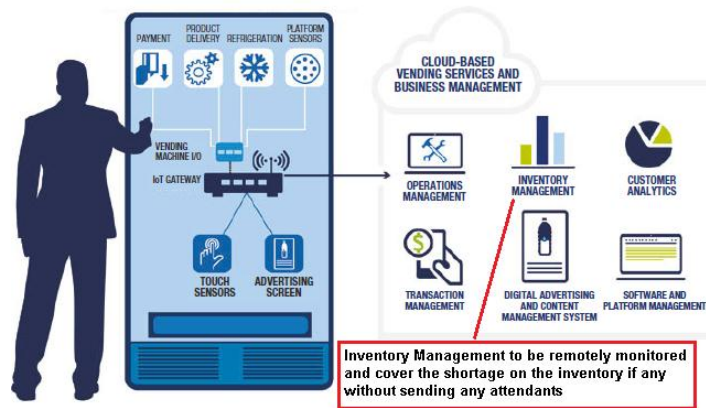 PAYMENT
PRODUCT
DELIVERY
REFRIGERATION
PLATFORM
SENSORS
VENDING
MACHINE I/O
IoT GATEWAY
TOUCH
SENSORS
ADVERTISING
SCREEN
CLOUD-BASED
VENDING SERVICES AND
BUSINESS MANAGEMENT
OPERATIONS
MANAGEMENT
INVENTORY
MANAGEMENT
CUSTOMER
ANALYTICS
$
TRANSACTION
MANAGEMENT
DIGITAL ADVERTISING
AND CONTENT
MANAGEMENT SYSTEM
SOFTWARE AND
PLATFORM MANAGEMENT
Inventory Management to be remotely monitored
and cover the shortage on the inventory if any
without sending any attendants